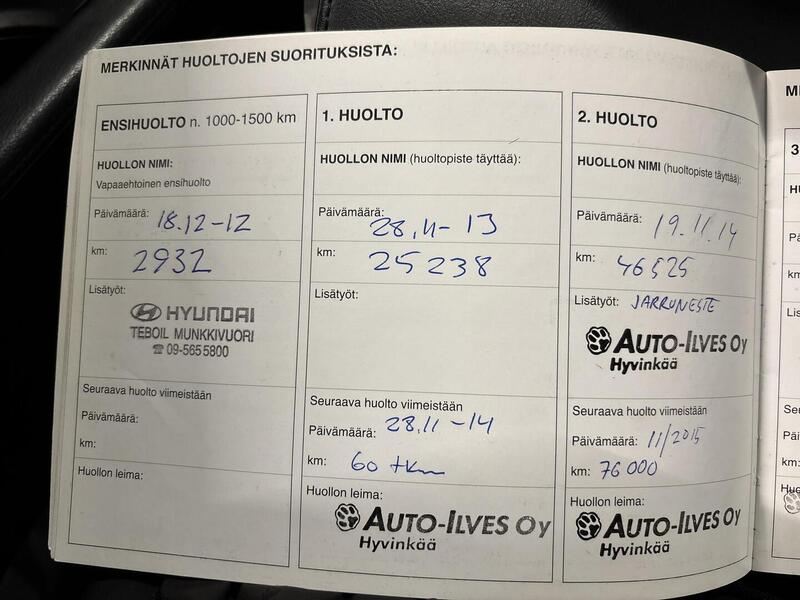 MERKINNÄT HUOLTOJEN SUORITUKSISTA:
ENSIHUOLTO n. 1000-1500 km
HUOLLON NIMI:
Vapaaehtoinen ensihuolto
Päivämäärä: 18.12-12
km: 2932
Lisätyöt:
HYUNDAI
TEBOIL MUNKKIVUORI
☎ 09-565 5800
Seuraava huolto viimeistään
Päivämäärä:
km:
Huollon leima:
1. HUOLTO
HUOLLON NIMI (huoltopiste täyttää):
Päivämäärä: 28.11-13
km: 25238
Lisätyöt:
Seuraava huolto viimeistään
Päivämäärä: 28.11-14
km: 60 tkm
Huollon leima:
AUTO-ILVES Oy
Hyvinkää
2. HUOLTO
HUOLLON NIMI (huoltopiste täyttää):
Päivämäärä: 19.11.14
km: 46525
Lisätyöt: JARRUNESTE
AUTO-ILVES Oy
Hyvinkää
Seuraava huolto viimeistään
Päivämäärä: 11/2015
km: 76 000
Huollon leima:
AUTO-ILVES Oy
Hyvinkää